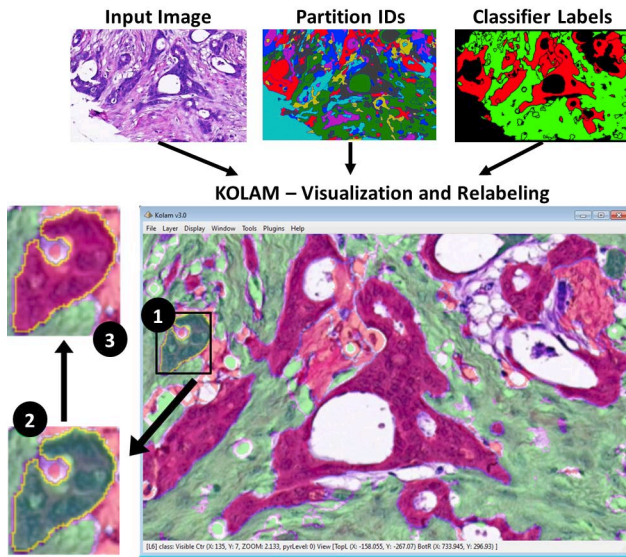 Input Image
Partition IDs
Classifier Labels
KOLAM – Visualization and Relabeling
Kolam v3.0
File Layer Display Window Tools Plugins Help
1
3
2
[L6] class: Visible Ctr (X: 135, Y: 7, ZOOM: 2.133, pyrLevel: 0) View [TopL (X: -158.055, Y: -267.07) BotR (X: 733.945, Y: 296.93) ]